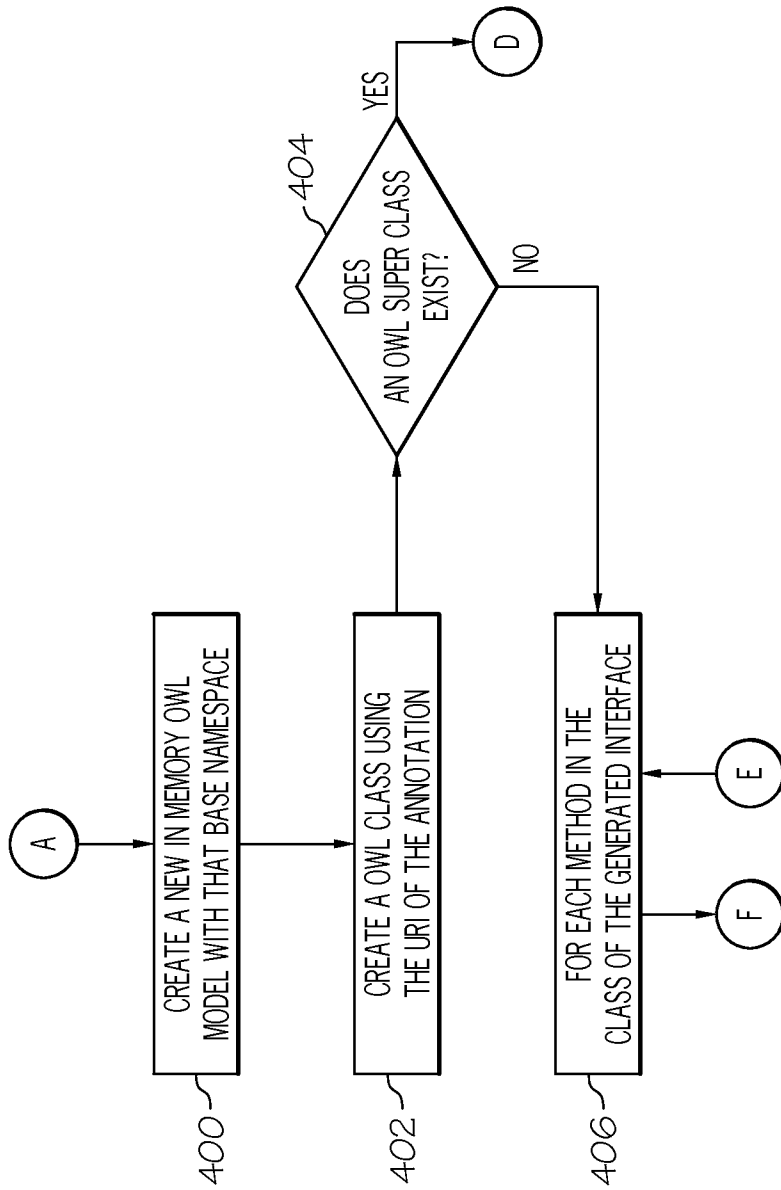 A
CREATE A NEW IN MEMORY OWL
MODEL WITH THAT BASE NAMESPACE
400
CREATE A OWL CLASS USING
THE URI OF THE ANNOTATION
402
DOES
AN OWL SUPER CLASS
EXIST?
404
YES
D
NO
FOR EACH METHOD IN THE
CLASS OF THE GENERATED INTERFACE
406
F
E